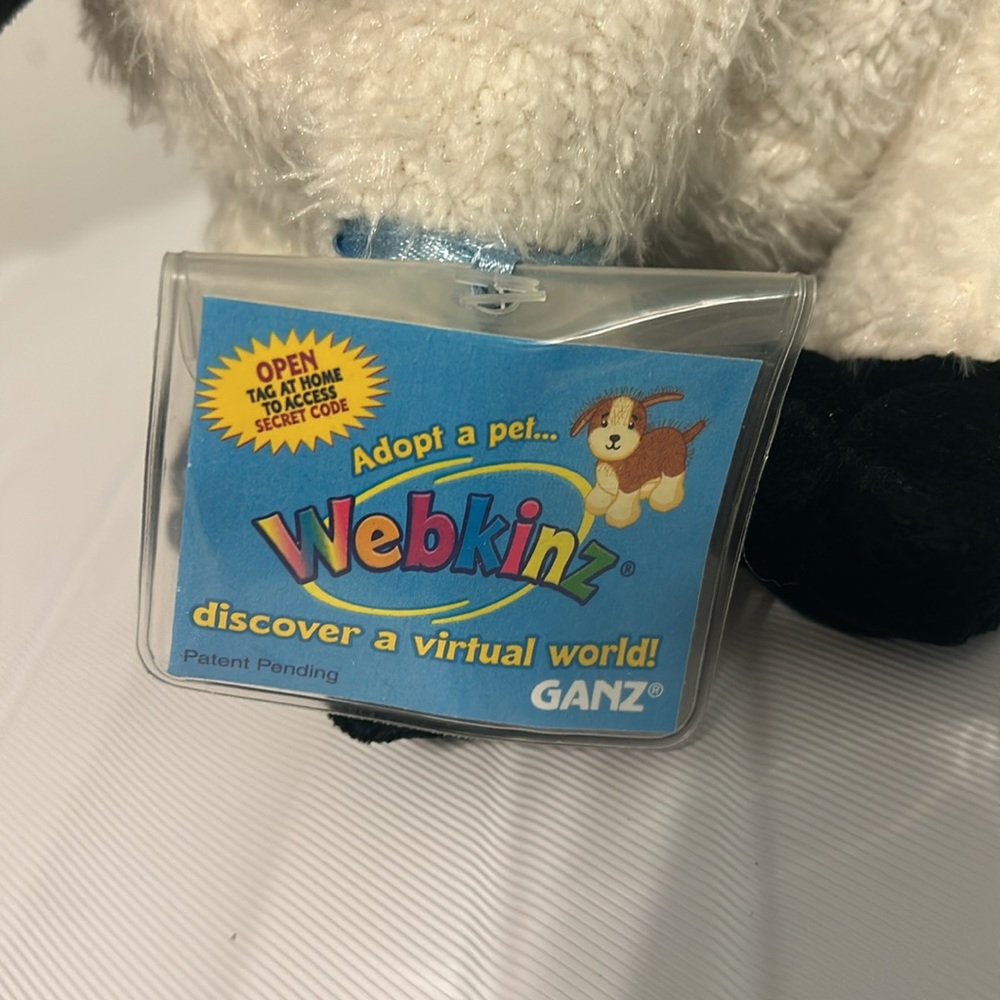 OPEN
TAG AT HOME
TO ACCESS
SECRET CODE
Adopt a pet...
Webkinz®
discover a virtual world!
Patent Pending
GANZ®